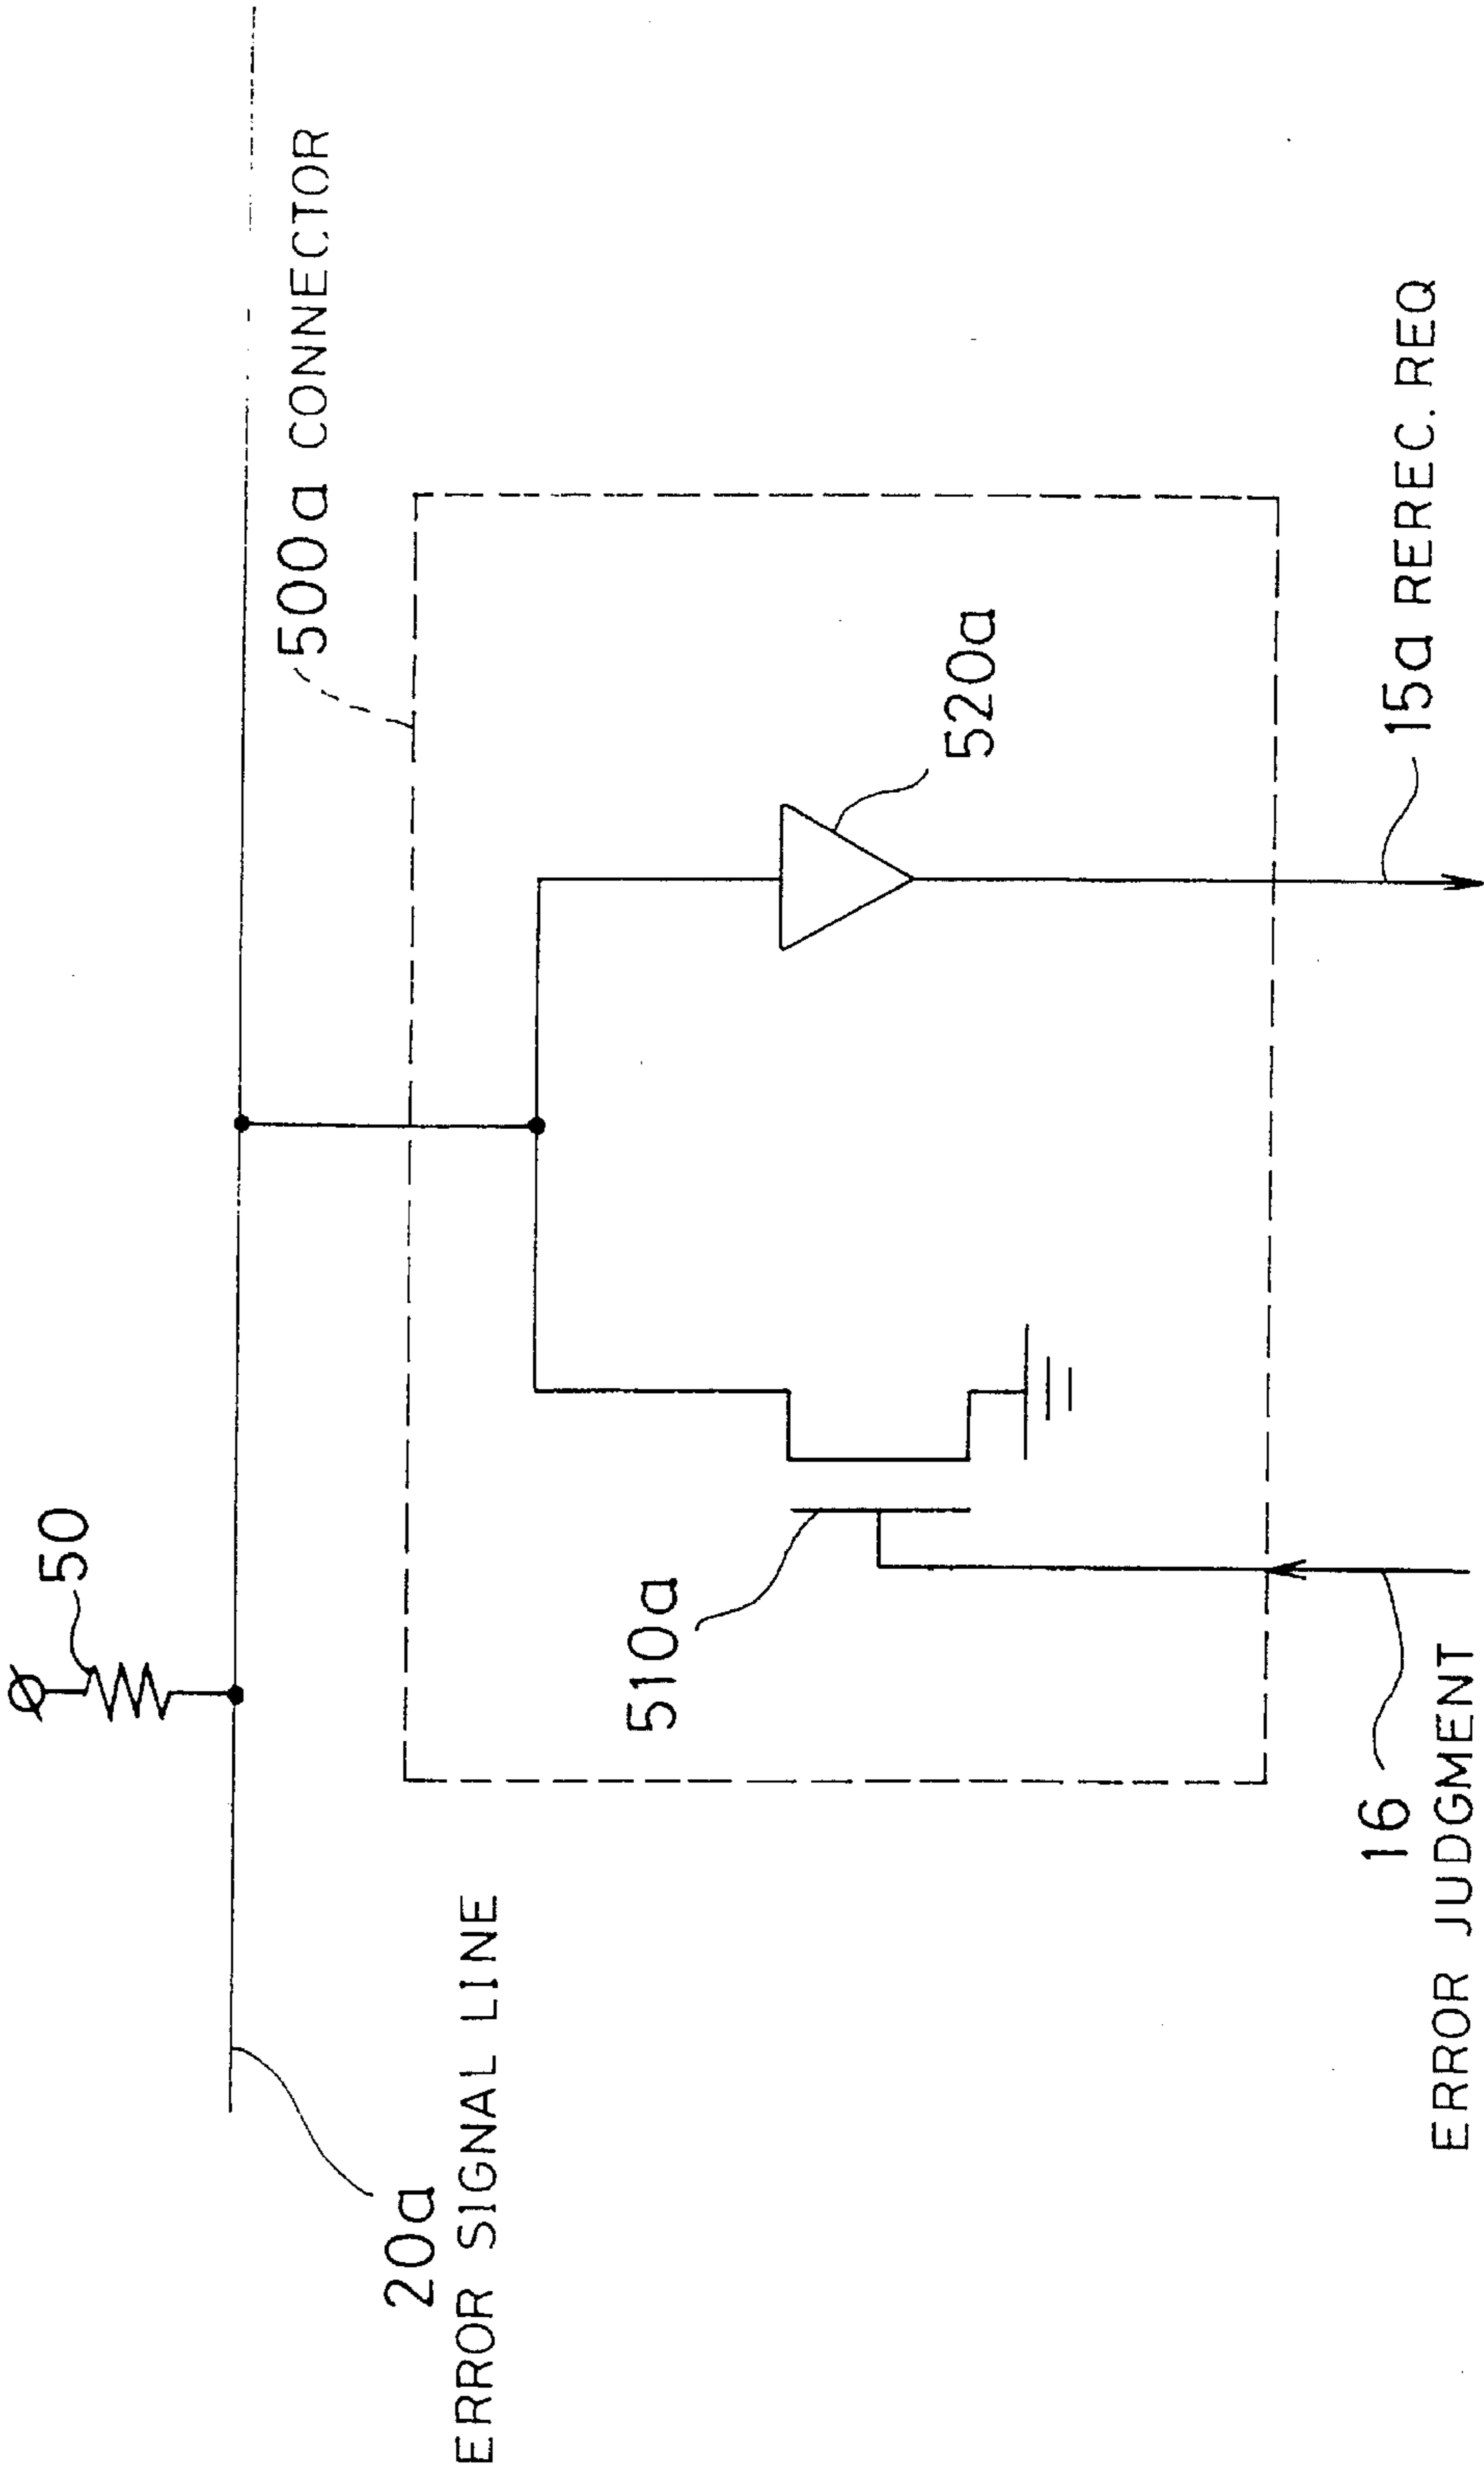 50
500a CONNECTOR
20a
ERROR SIGNAL LINE
510a
520a
16
ERROR JUDGMENT
15a REREC. REQ